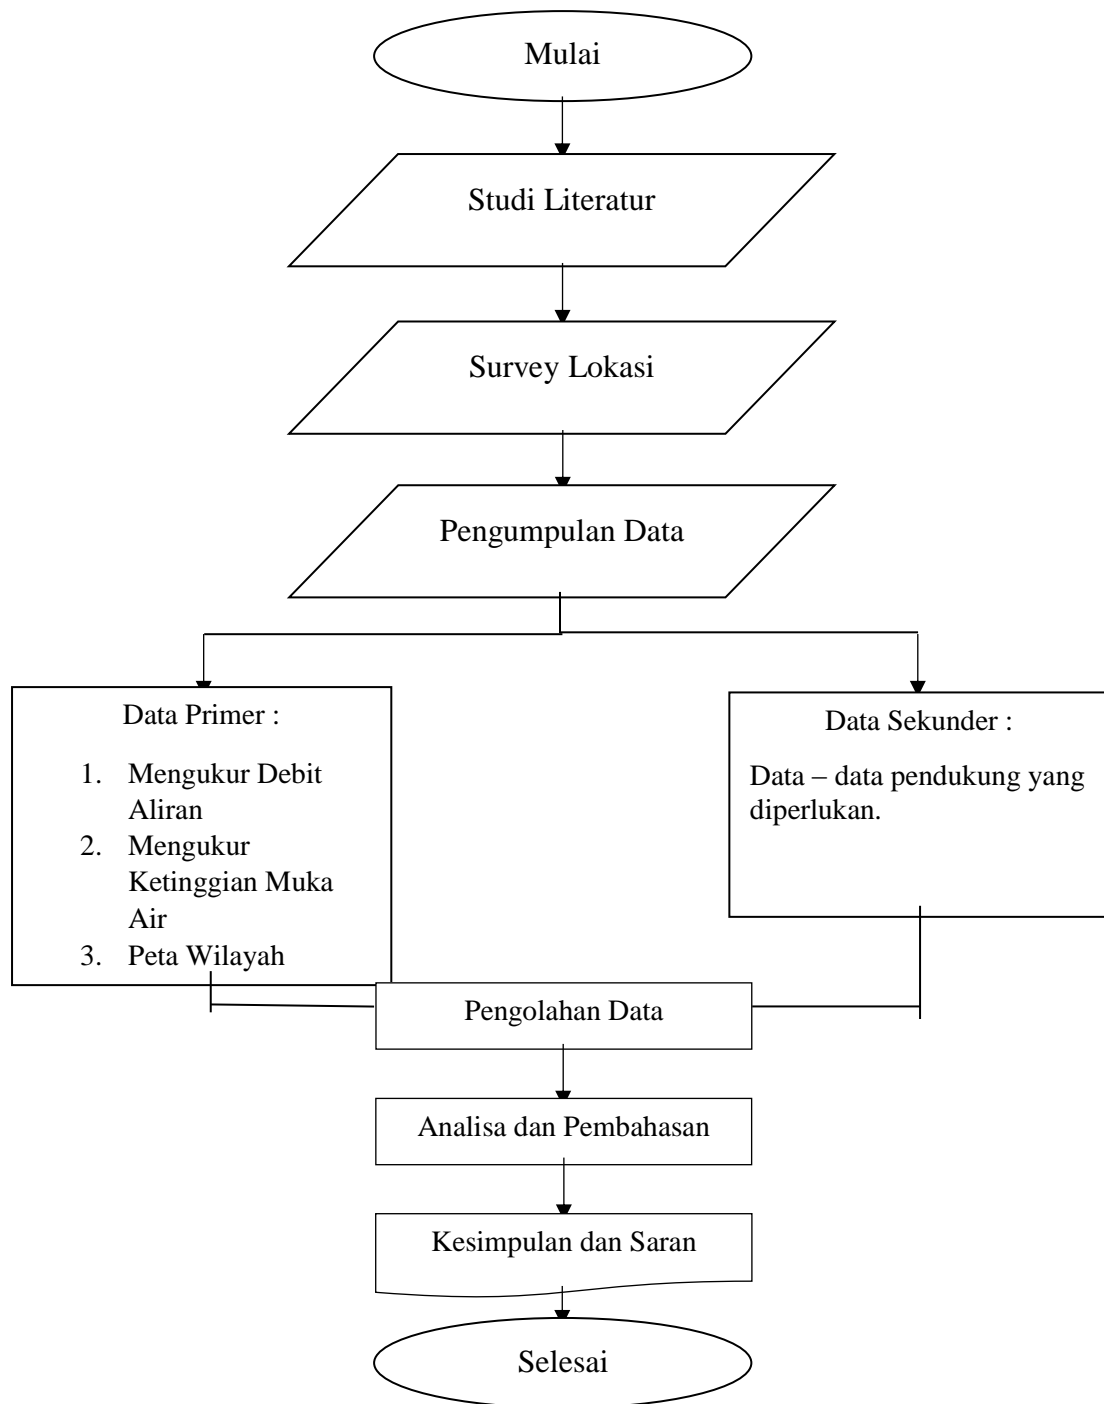 Mulai
Studi Literatur
Survey Lokasi
Pengumpulan Data
Data Primer :
1. Mengukur Debit
Aliran
2. Mengukur
Ketinggian Muka
Air
3. Peta Wilayah
Data Sekunder :
Data – data pendukung yang
diperlukan.
Pengolahan Data
Analisa dan Pembahasan
Kesimpulan dan Saran
Selesai